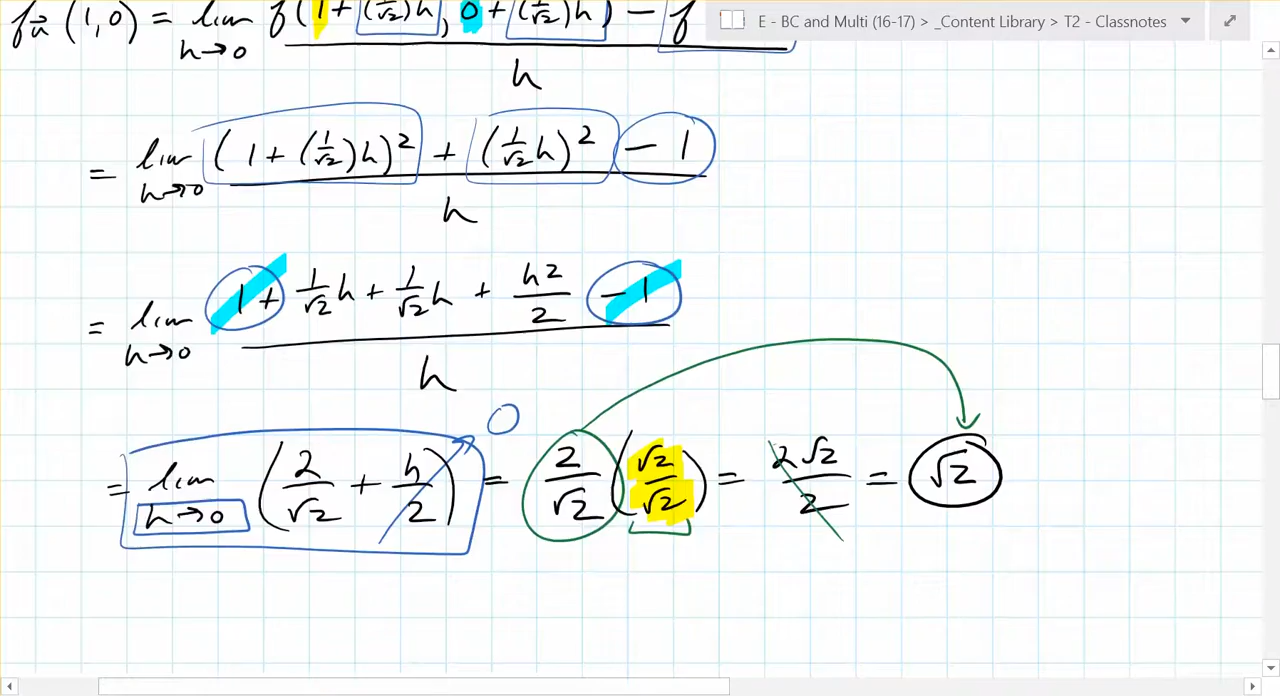 E - BC and Multi (16-17) > _Content Library > T2 - Classnotes
f_u⃗ (1,0) = lim_{h→0} f(1+(1/√2)h, 0+(1/√2)h) - f / h
= lim_{h→0} (1+(1/√2)h)² + (1/√2 h)² - 1 / h
= lim_{h→0} 1 + 1/√2 h + 1/√2 h + h²/2 - 1 / h
0
= lim_{h→0} (2/√2 + h/2) = 2/√2 (√2/√2) = 2√2/2 = √2